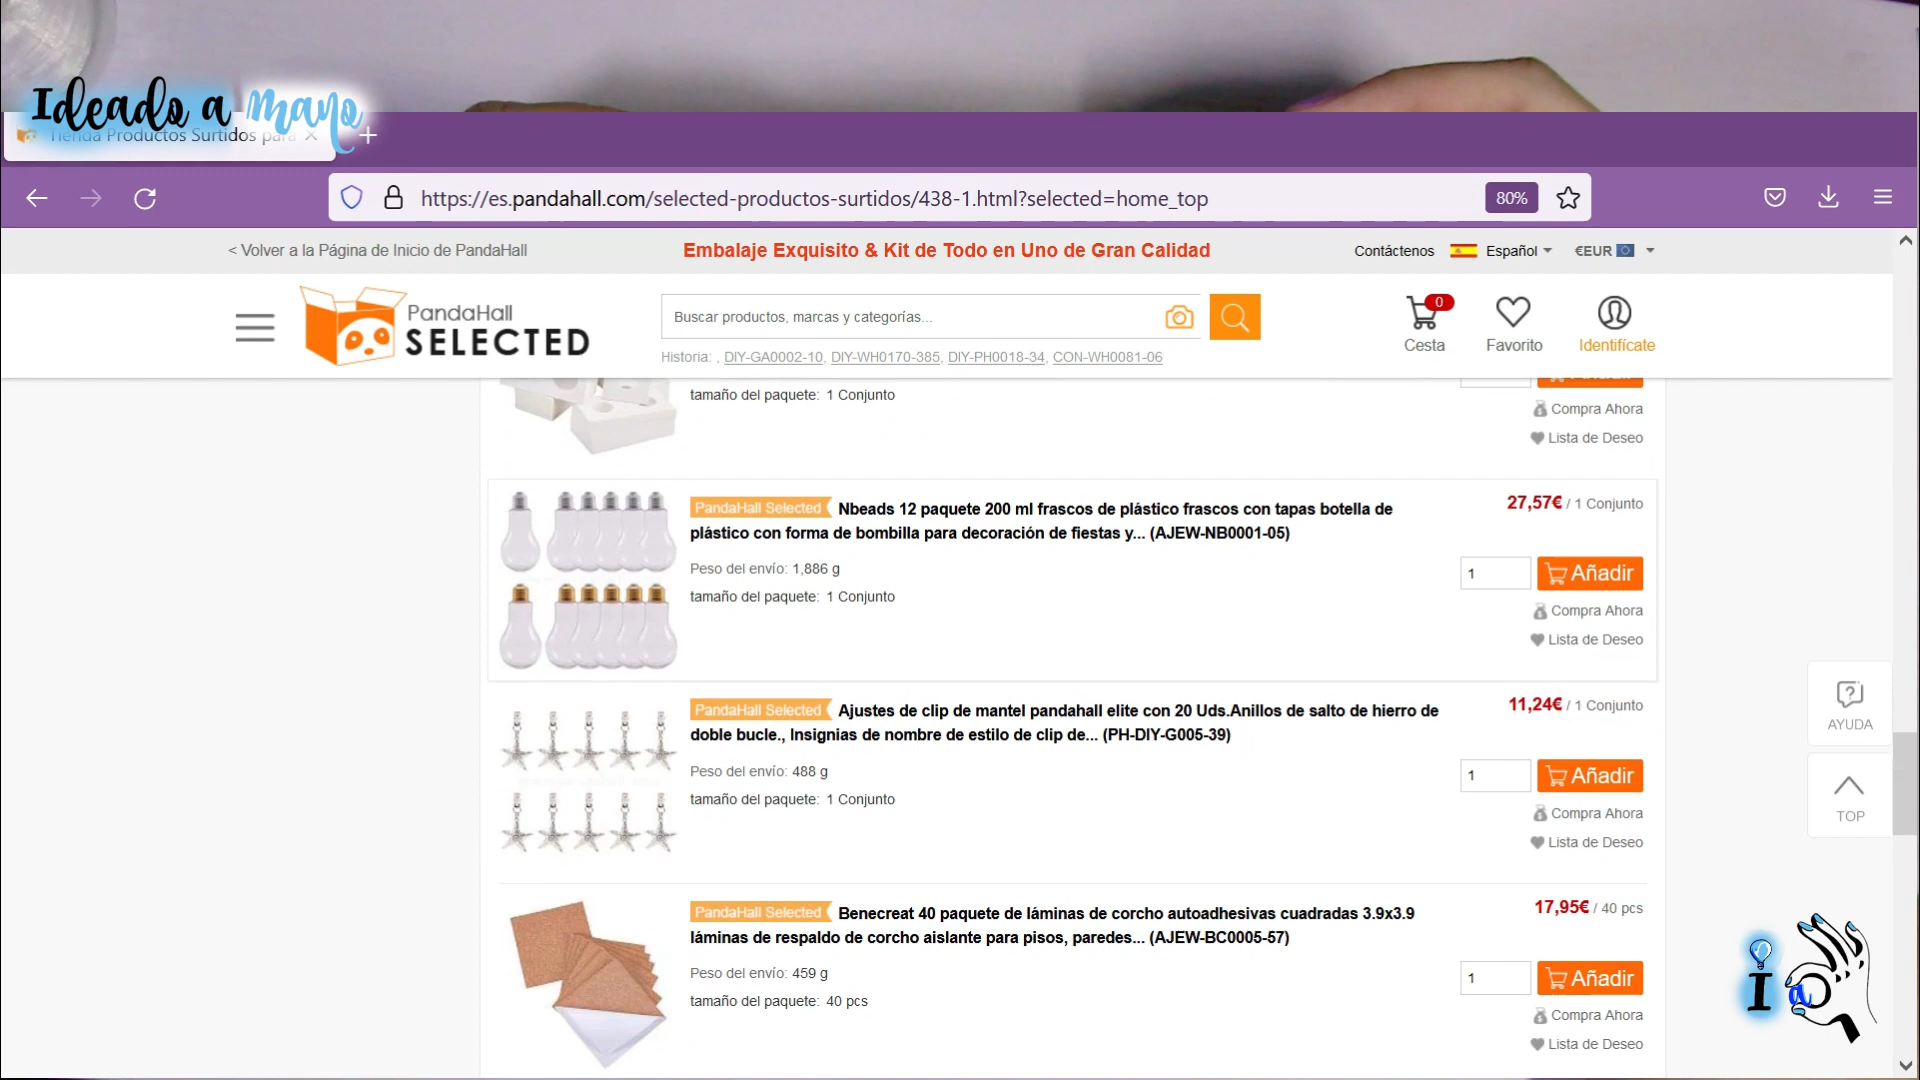 Ideado a mano
Tienda Productos Surtidos para
https://es.pandahall.com/selected-productos-surtidos/438-1.html?selected=home_top
80%
< Volver a la Página de Inicio de PandaHall
Embalaje Exquisito & Kit de Todo en Uno de Gran Calidad
Contáctenos
Español
€EUR
PandaHall
SELECTED
Buscar productos, marcas y categorías...
0
Cesta
Favorito
Identifícate
Historia: , DIY-GA0002-10, DIY-WH0170-385, DIY-PH0018-34, CON-WH0081-06
tamaño del paquete: 1 Conjunto
Compra Ahora
Lista de Deseo
PandaHall Selected Nbeads 12 paquete 200 ml frascos de plástico frascos con tapas botella de
plástico con forma de bombilla para decoración de fiestas y... (AJEW-NB0001-05)
27,57€ / 1 Conjunto
Peso del envío: 1,886 g
tamaño del paquete: 1 Conjunto
1
Añadir
Compra Ahora
Lista de Deseo
PandaHall Selected Ajustes de clip de mantel pandahall elite con 20 Uds.Anillos de salto de hierro de
doble bucle., Insignias de nombre de estilo de clip de... (PH-DIY-G005-39)
11,24€ / 1 Conjunto
Peso del envío: 488 g
tamaño del paquete: 1 Conjunto
1
Añadir
Compra Ahora
Lista de Deseo
AYUDA
TOP
PandaHall Selected Benecreat 40 paquete de láminas de corcho autoadhesivas cuadradas 3.9x3.9
láminas de respaldo de corcho aislante para pisos, paredes... (AJEW-BC0005-57)
17,95€ / 40 pcs
Peso del envío: 459 g
tamaño del paquete: 40 pcs
1
Añadir
Compra Ahora
Lista de Deseo
I a